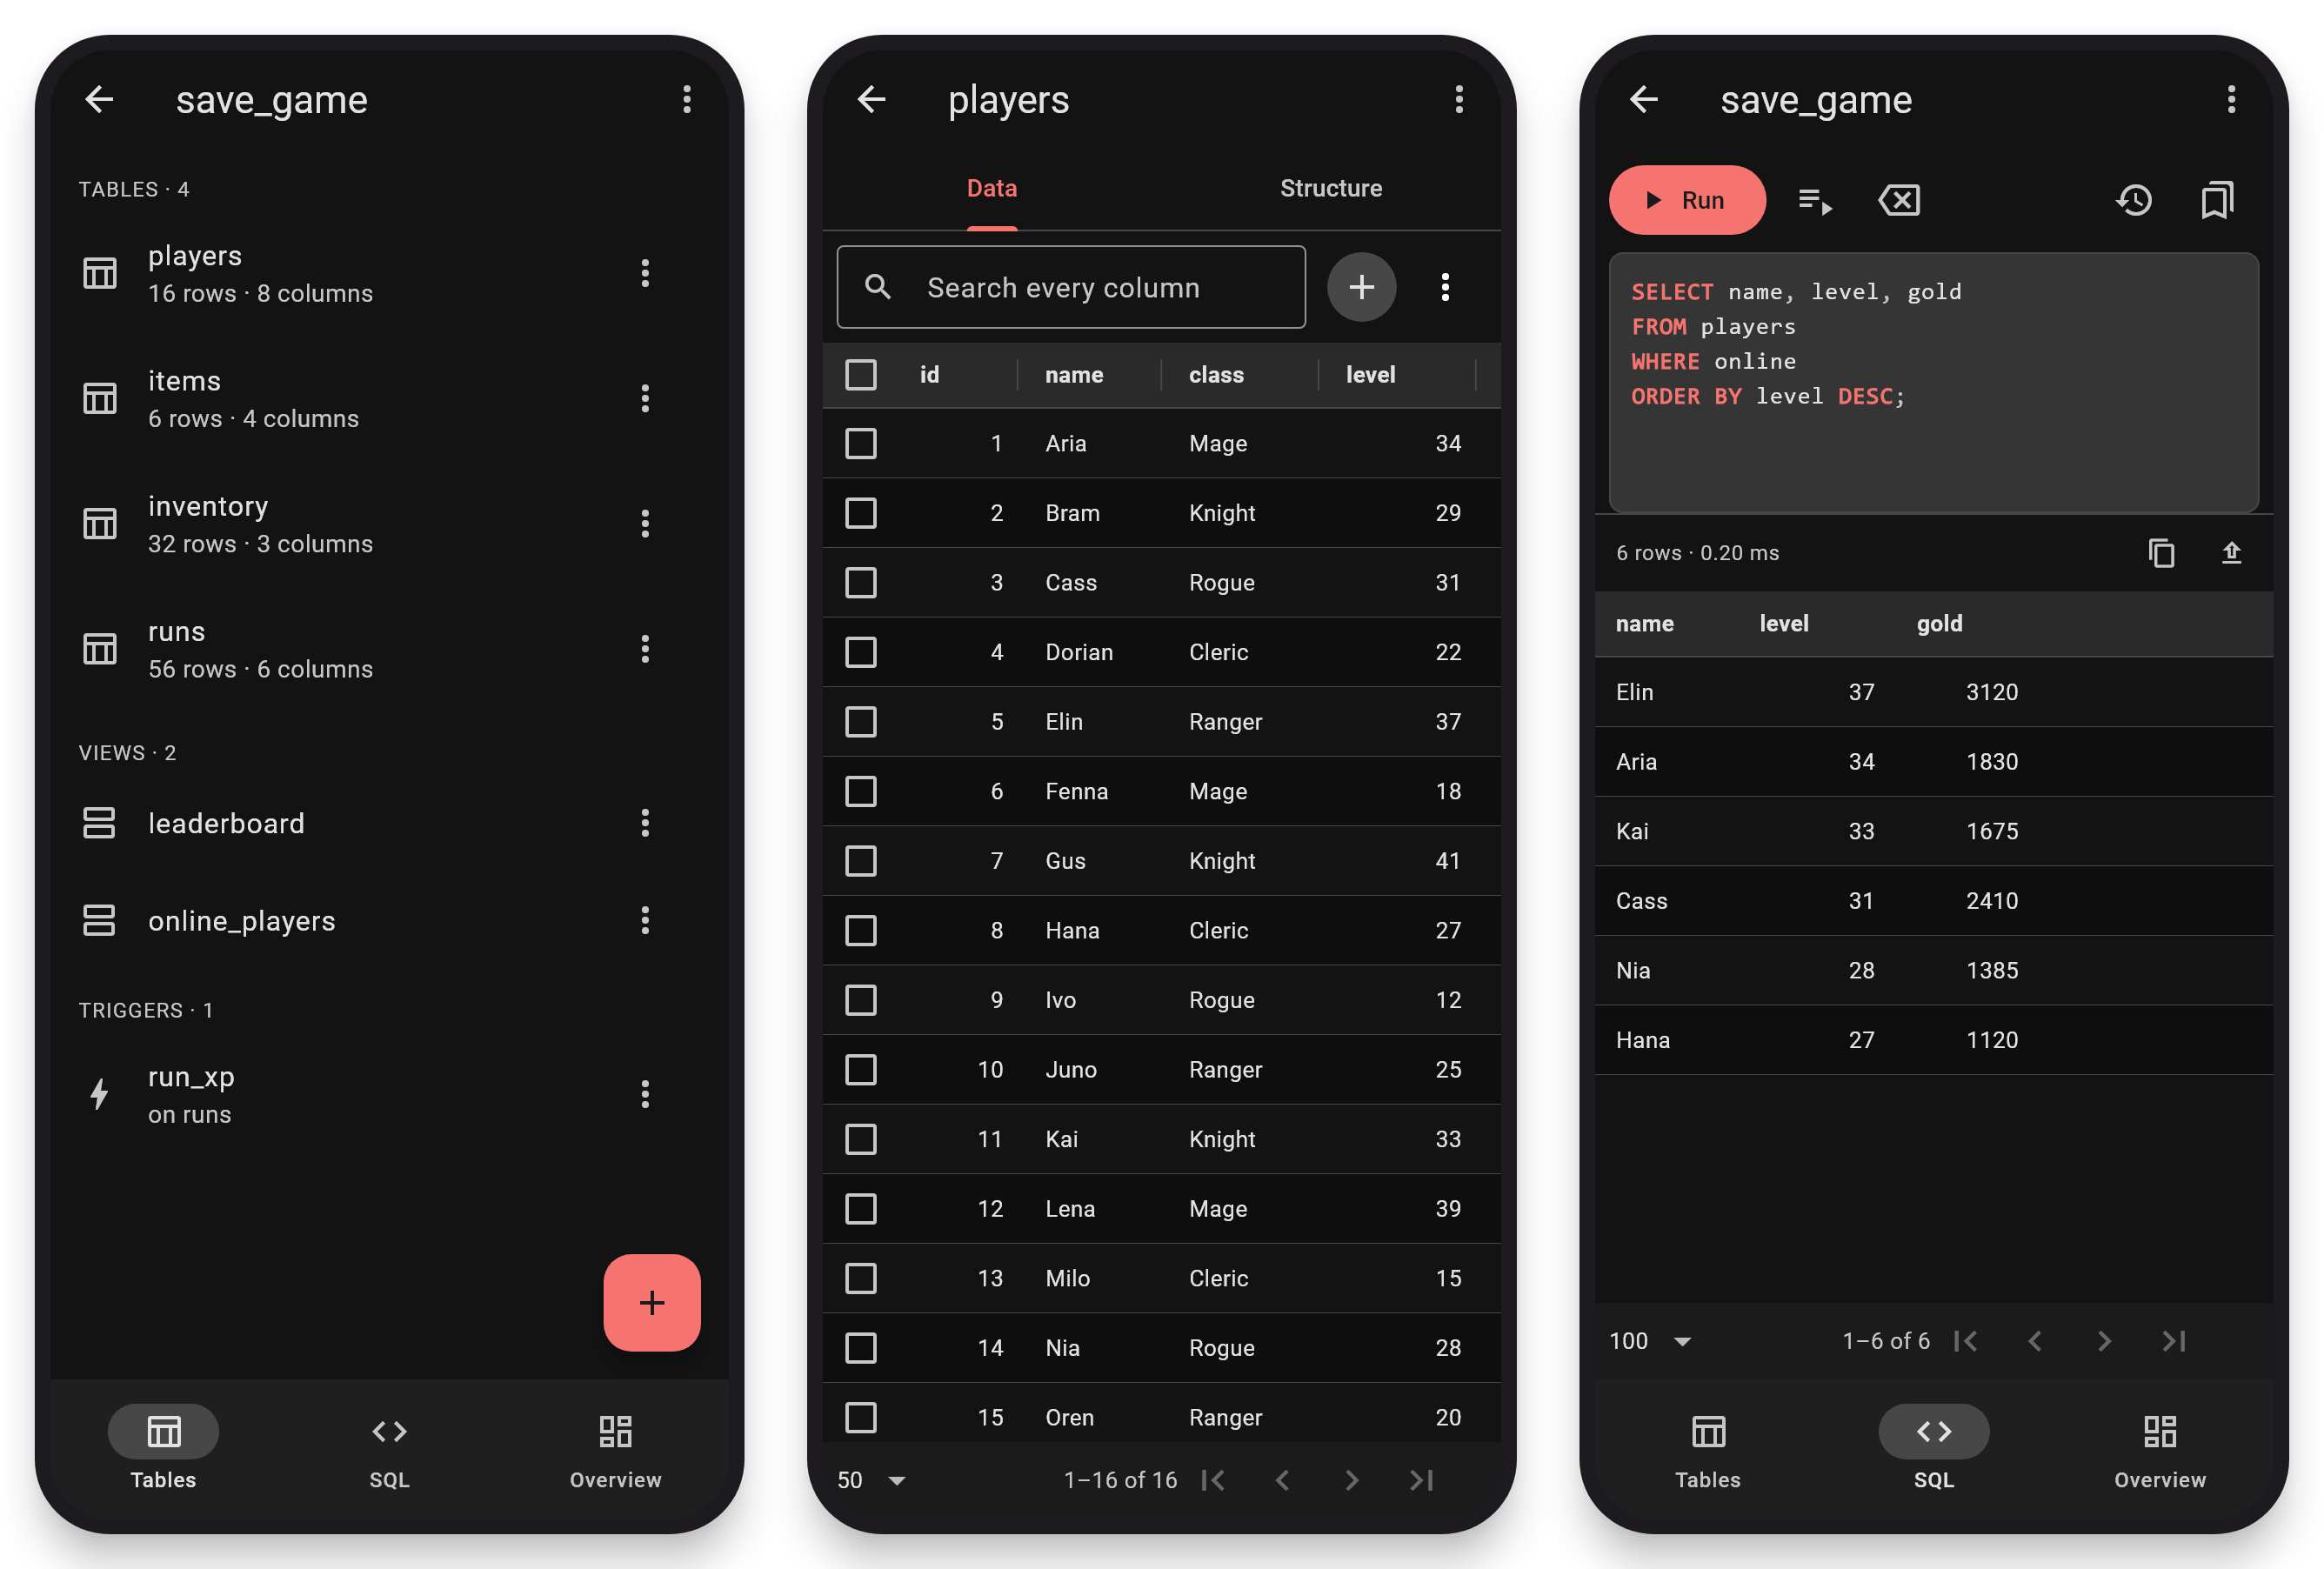 save_game
TABLES · 4
players
16 rows · 8 columns
items
6 rows · 4 columns
inventory
32 rows · 3 columns
runs
56 rows · 6 columns
VIEWS · 2
leaderboard
online_players
TRIGGERS · 1
run_xp
on runs
Tables SQL Overview
players
Data Structure
Search every column
id name class level
1 Aria Mage 34
2 Bram Knight 29
3 Cass Rogue 31
4 Dorian Cleric 22
5 Elin Ranger 37
6 Fenna Mage 18
7 Gus Knight 41
8 Hana Cleric 27
9 Ivo Rogue 12
10 Juno Ranger 25
11 Kai Knight 33
12 Lena Mage 39
13 Milo Cleric 15
14 Nia Rogue 28
15 Oren Ranger 20
50 1–16 of 16
save_game
Run
SELECT name, level, gold
FROM players
WHERE online
ORDER BY level DESC;
6 rows · 0.20 ms
name level gold
Elin 37 3120
Aria 34 1830
Kai 33 1675
Cass 31 2410
Nia 28 1385
Hana 27 1120
100 1–6 of 6
Tables SQL Overview